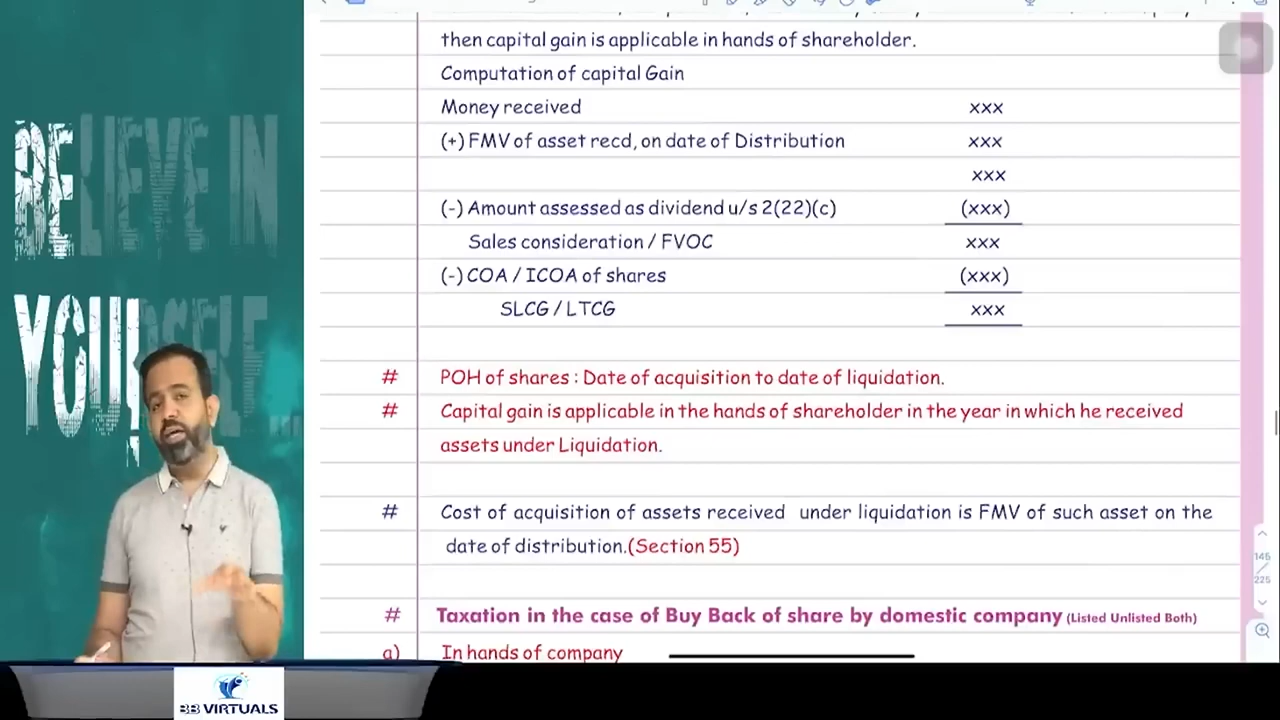 BELIEVE IN
YOURSELF
then capital gain is applicable in hands of shareholder.
Computation of capital Gain
Money received xxx
(+) FMV of asset recd, on date of Distribution xxx
xxx
(-) Amount assessed as dividend u/s 2(22)(c) (xxx)
Sales consideration / FVOC xxx
(-) COA / ICOA of shares (xxx)
SLCG / LTCG xxx
# POH of shares : Date of acquisition to date of liquidation.
# Capital gain is applicable in the hands of shareholder in the year in which he received
assets under Liquidation.
# Cost of acquisition of assets received under liquidation is FMV of such asset on the
date of distribution.(Section 55)
# Taxation in the case of Buy Back of share by domestic company (Listed Unlisted Both)
a) In hands of company
145
/
225
BB VIRTUALS